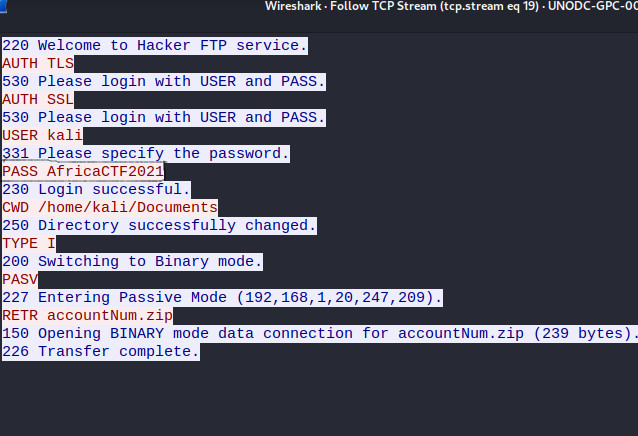 Wireshark · Follow TCP Stream (tcp.stream eq 19) · UNODC-GPC-00
220 Welcome to Hacker FTP service.
AUTH TLS
530 Please login with USER and PASS.
AUTH SSL
530 Please login with USER and PASS.
USER kali
331 Please specify the password.
PASS AfricaCTF2021
230 Login successful.
CWD /home/kali/Documents
250 Directory successfully changed.
TYPE I
200 Switching to Binary mode.
PASV
227 Entering Passive Mode (192,168,1,20,247,209).
RETR accountNum.zip
150 Opening BINARY mode data connection for accountNum.zip (239 bytes).
226 Transfer complete.